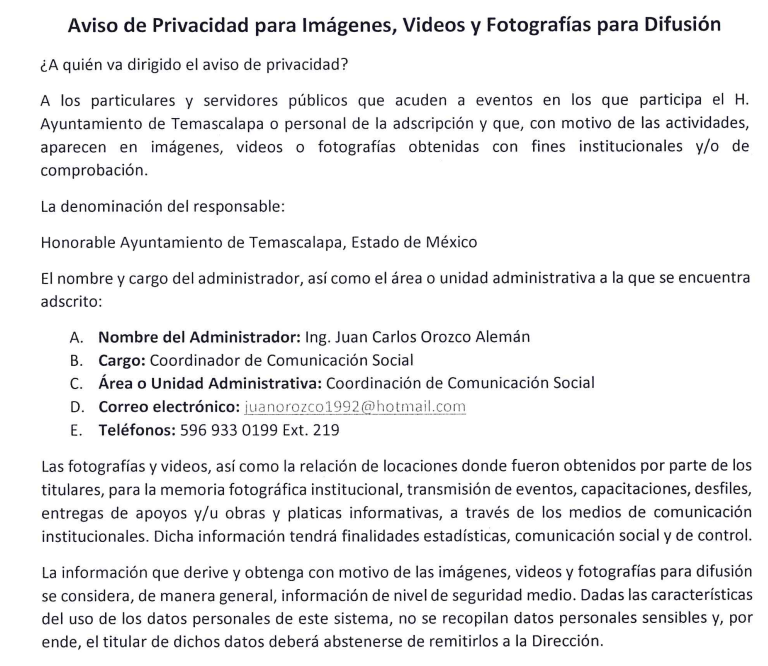 Aviso de Privacidad para Imágenes, Videos y Fotografías para Difusión
¿A quién va dirigido el aviso de privacidad?
A los particulares y servidores públicos que acuden a eventos en los que participa el H.
Ayuntamiento de Temascalapa o personal de la adscripción y que, con motivo de las actividades,
aparecen en imágenes, videos o fotografías obtenidas con fines institucionales y/o de
comprobación.
La denominación del responsable:
Honorable Ayuntamiento de Temascalapa, Estado de México
El nombre y cargo del administrador, así como el área o unidad administrativa a la que se encuentra
adscrito:
A. Nombre del Administrador: Ing. Juan Carlos Orozco Alemán
B. Cargo: Coordinador de Comunicación Social
C. Área o Unidad Administrativa: Coordinación de Comunicación Social
D. Correo electrónico: juanorozco1992@hotmail.com
E. Teléfonos: 596 933 0199 Ext. 219
Las fotografías y videos, así como la relación de locaciones donde fueron obtenidos por parte de los
titulares, para la memoria fotográfica institucional, transmisión de eventos, capacitaciones, desfiles,
entregas de apoyos y/u obras y platicas informativas, a través de los medios de comunicación
institucionales. Dicha información tendrá finalidades estadísticas, comunicación social y de control.
La información que derive y obtenga con motivo de las imágenes, videos y fotografías para difusión
se considera, de manera general, información de nivel de seguridad medio. Dadas las características
del uso de los datos personales de este sistema, no se recopilan datos personales sensibles y, por
ende, el titular de dichos datos deberá abstenerse de remitirlos a la Dirección.